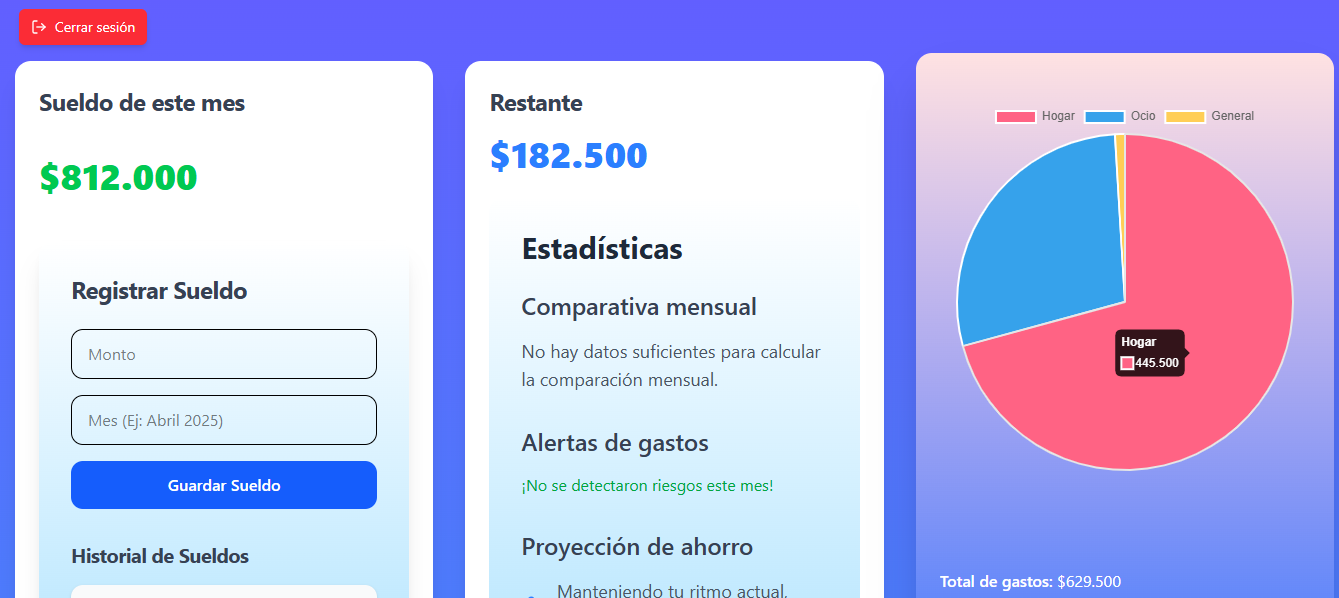 Cerrar sesión
Sueldo de este mes
$812.000
Registrar Sueldo
Monto
Mes (Ej: Abril 2025)
Guardar Sueldo
Historial de Sueldos
Restante
$182.500
Estadísticas
Comparativa mensual
No hay datos suficientes para calcular
la comparación mensual.
Alertas de gastos
¡No se detectaron riesgos este mes!
Proyección de ahorro
Manteniendo tu ritmo actual,
Hogar Ocio General
Hogar
445.500
Total de gastos: $629.500